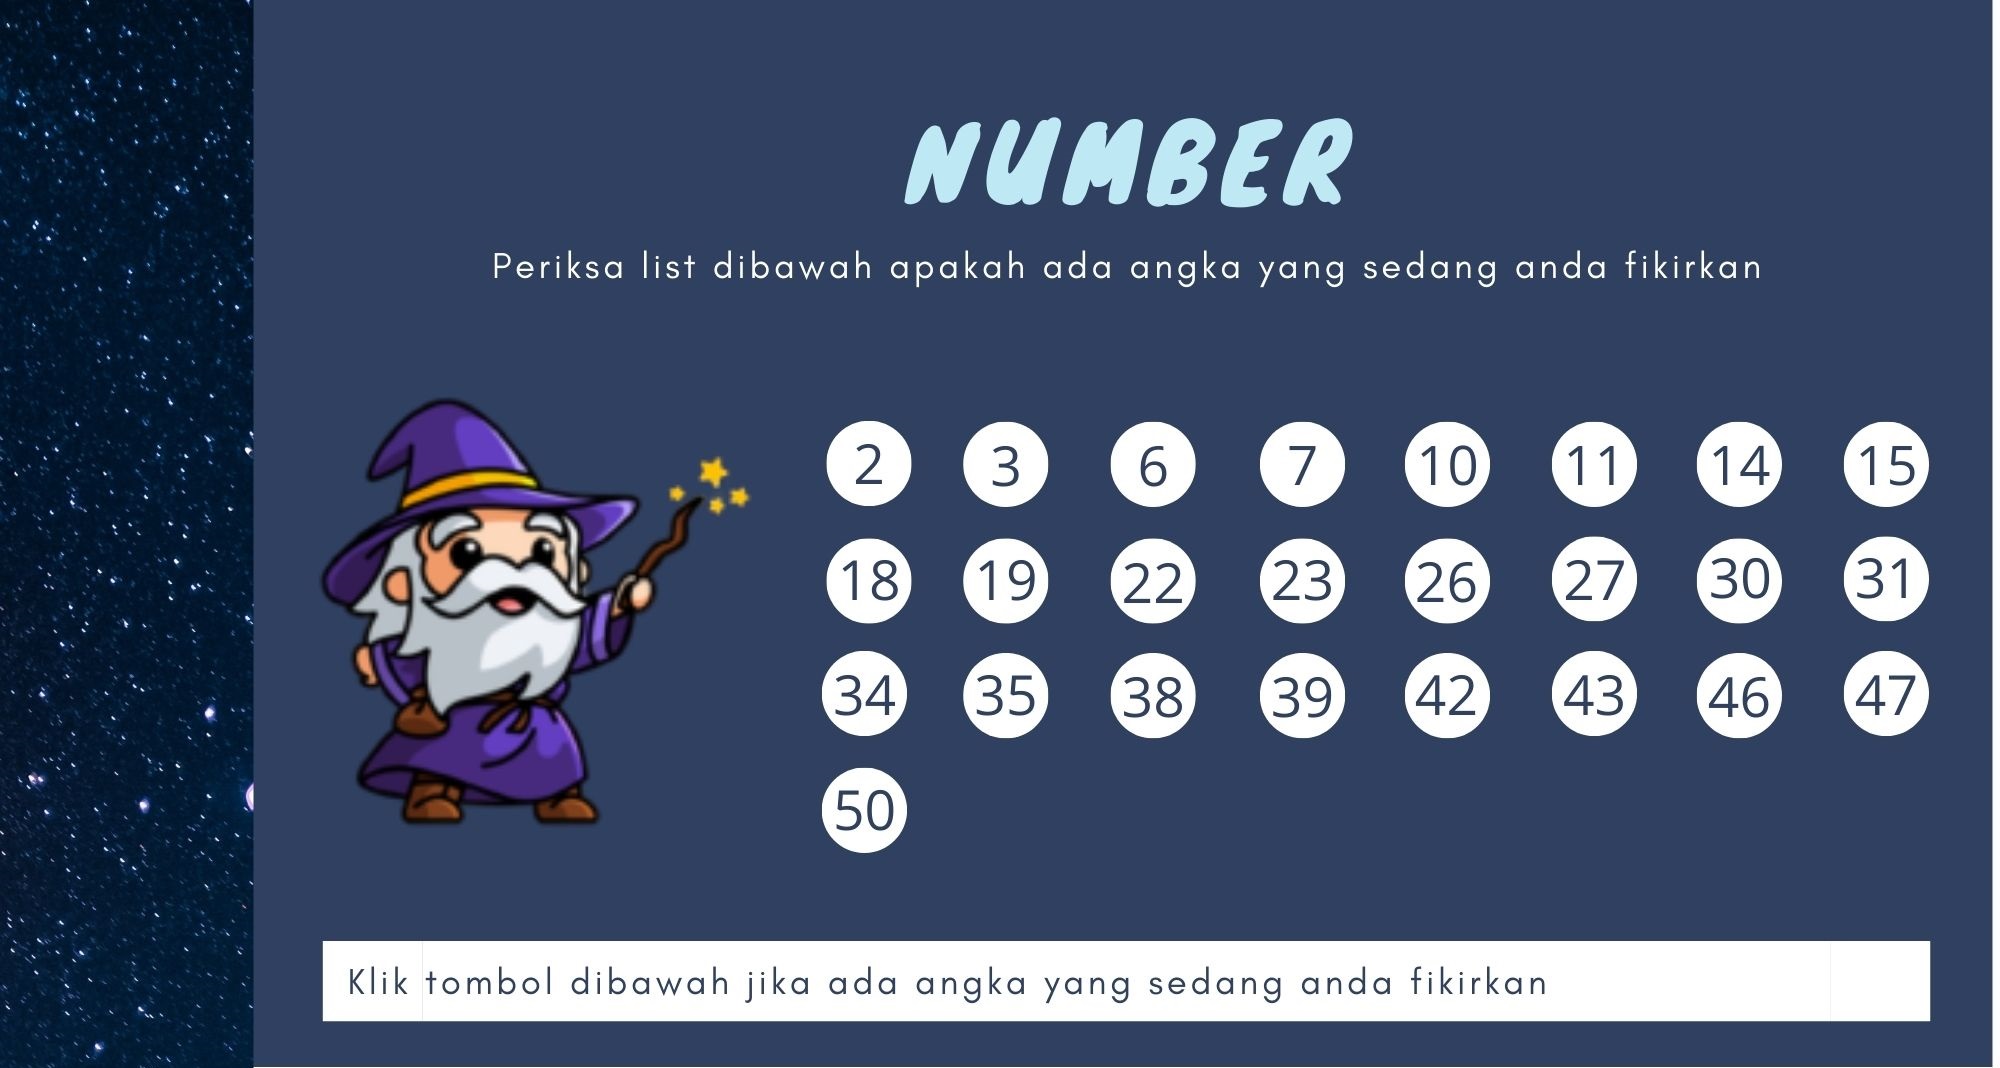 NUMBER
Periksa list dibawah apakah ada angka yang sedang anda fikirkan
2 3 6 7 10 11 14 15
18 19 22 23 26 27 30 31
34 35 38 39 42 43 46 47
50
Klik tombol dibawah jika ada angka yang sedang anda fikirkan